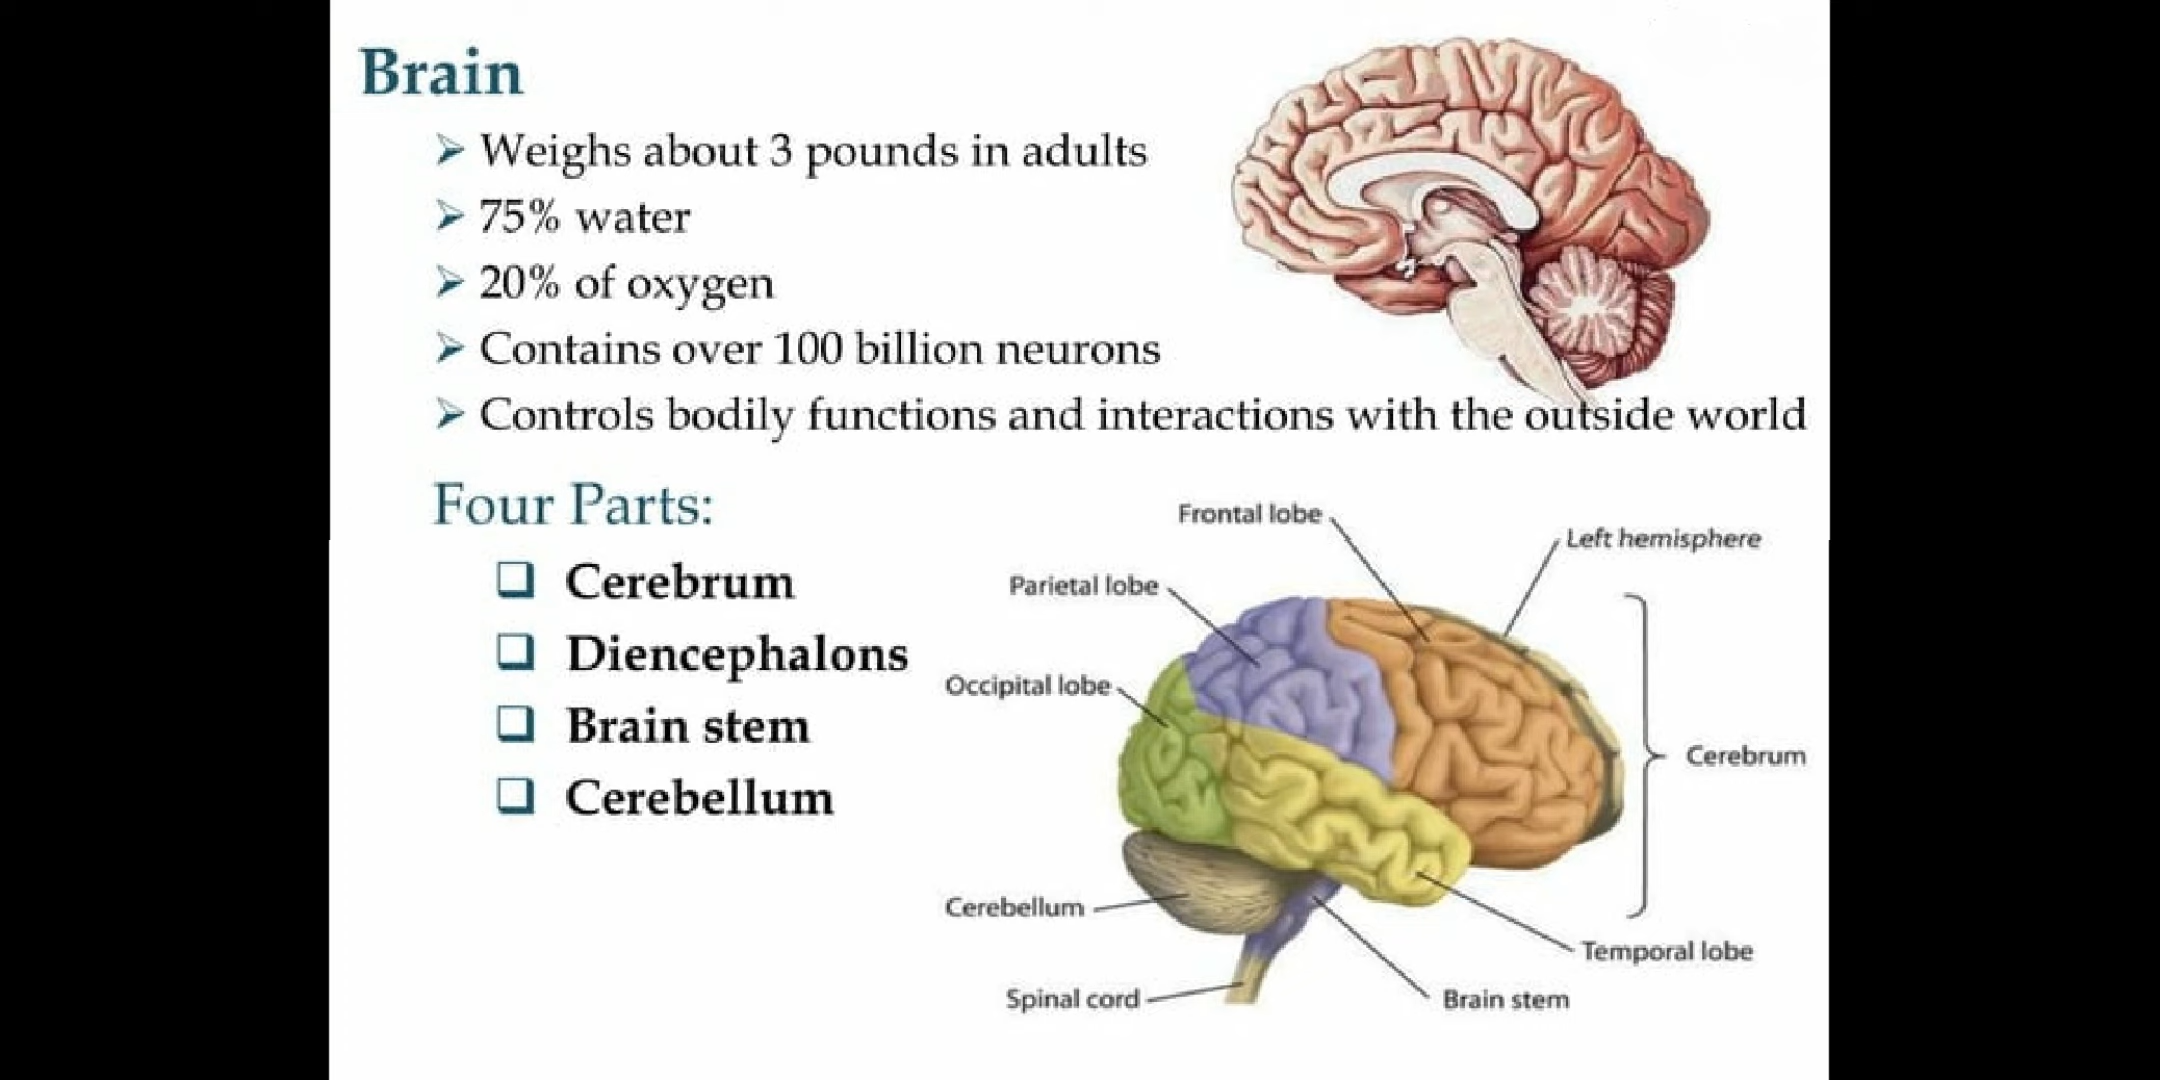 Brain
Weighs about 3 pounds in adults
75% water
20% of oxygen
Contains over 100 billion neurons
Controls bodily functions and interactions with the outside world
Four Parts:
Cerebrum
Diencephalons
Brain stem
Cerebellum
Frontal lobe
Left hemisphere
Parietal lobe
Occipital lobe
Cerebrum
Cerebellum
Temporal lobe
Spinal cord
Brain stem